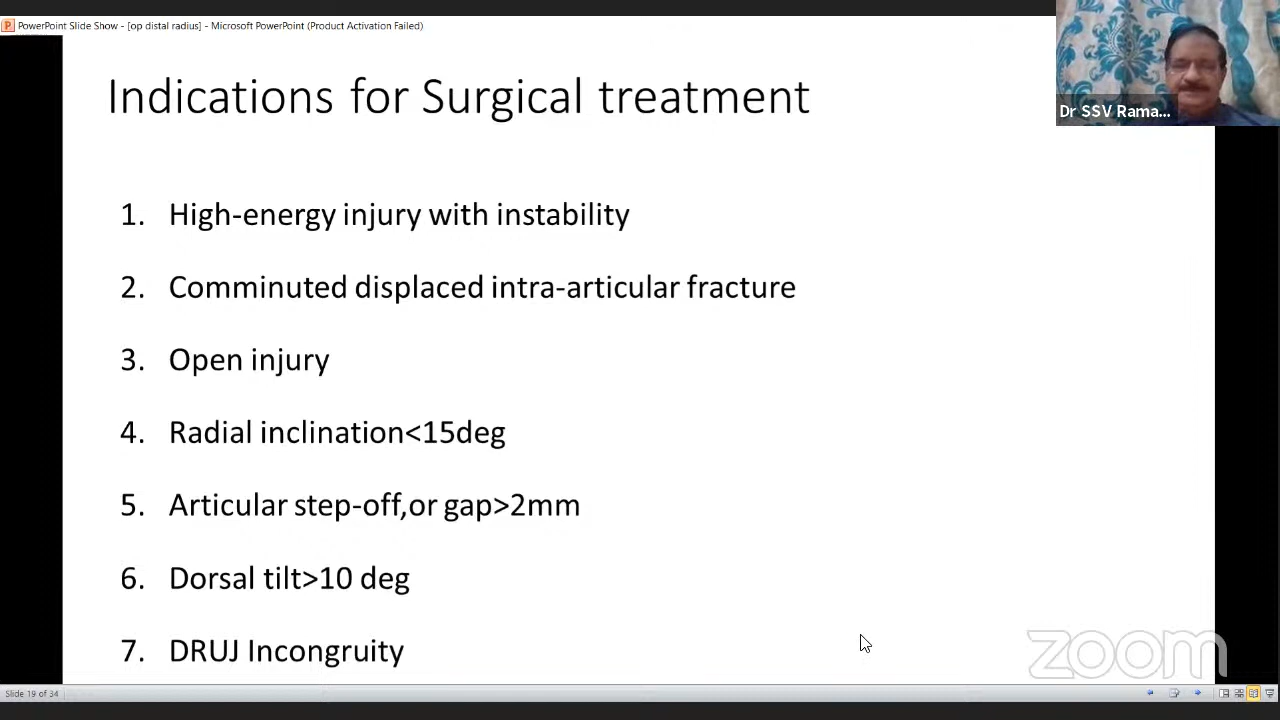 PowerPoint Slide Show - [op distal radius] - Microsoft PowerPoint (Product Activation Failed)
Indications for Surgical treatment
Dr SSV Rama...
1. High-energy injury with instability
2. Comminuted displaced intra-articular fracture
3. Open injury
4. Radial inclination<15deg
5. Articular step-off,or gap>2mm
6. Dorsal tilt>10 deg
7. DRUJ Incongruity
zoom
Slide 19 of 34